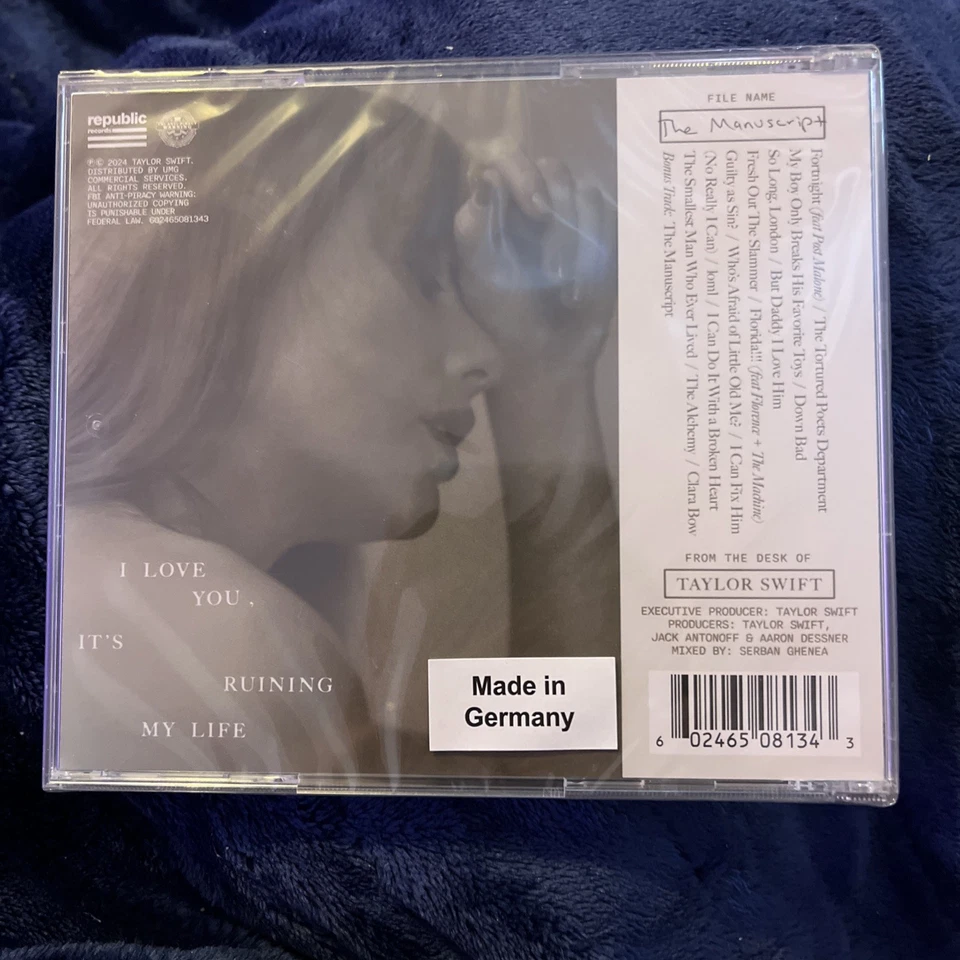 republic
records
℗© 2024 TAYLOR SWIFT.
DISTRIBUTED BY UMG
COMMERCIAL SERVICES.
ALL RIGHTS RESERVED.
FBI ANTI-PIRACY WARNING:
UNAUTHORIZED COPYING
IS PUNISHABLE UNDER
FEDERAL LAW. 602465081343
I LOVE
YOU,
IT'S
RUINING
MY LIFE
Made in
Germany
FILE NAME
The Manuscript
Fortnight (feat Post Malone) / The Tortured Poets Department
My Boy Only Breaks His Favorite Toys / Down Bad
So Long, London / But Daddy I Love Him
Fresh Out The Slammer / Florida!!! (feat Florence + The Machine)
Guilty as Sin? / Who's Afraid of Little Old Me? / I Can Fix Him
(No Really I Can) / loml / I Can Do It With a Broken Heart
The Smallest Man Who Ever Lived / The Alchemy / Clara Bow
Bonus Track: The Manuscript
FROM THE DESK OF
TAYLOR SWIFT
EXECUTIVE PRODUCER: TAYLOR SWIFT
PRODUCERS: TAYLOR SWIFT,
JACK ANTONOFF & AARON DESSNER
MIXED BY: SERBAN GHENEA
6 02465 08134 3